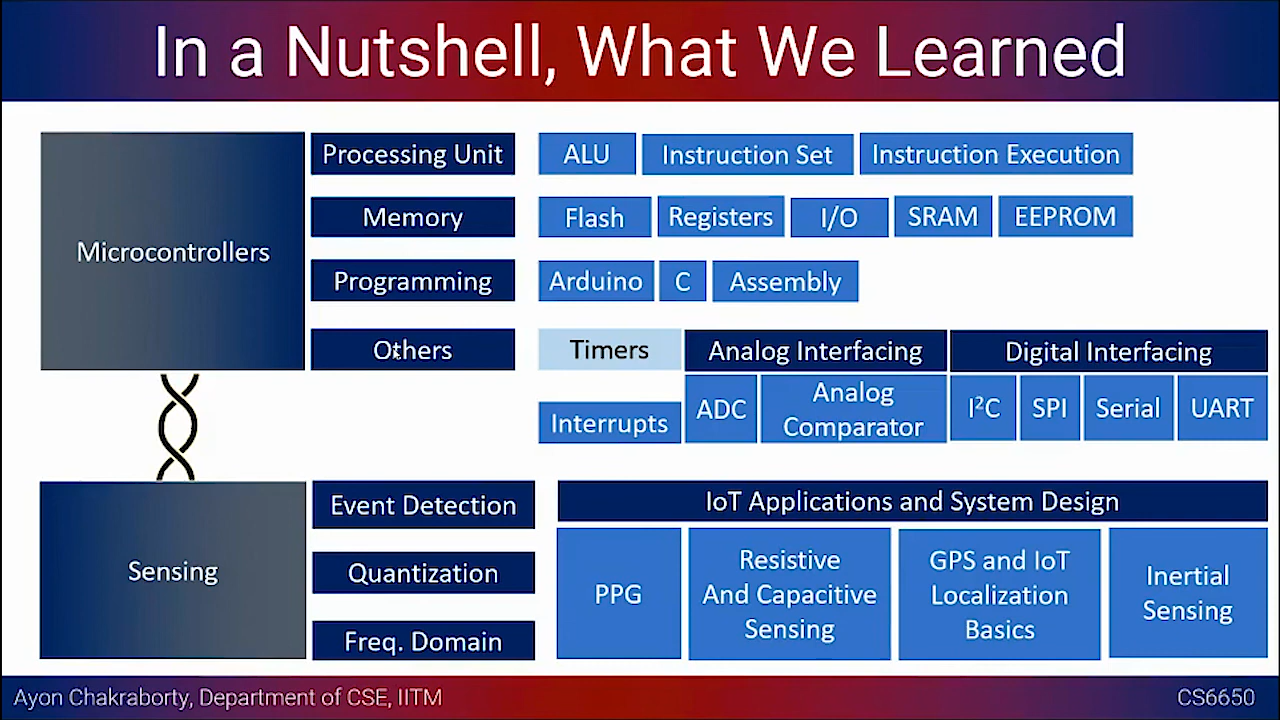 In a Nutshell, What We Learned
Microcontrollers
Processing Unit
ALU
Instruction Set
Instruction Execution
Memory
Flash
Registers
I/O
SRAM
EEPROM
Programming
Arduino
C
Assembly
Others
Timers
Analog Interfacing
Digital Interfacing
Interrupts
ADC
Analog
Comparator
I²C
SPI
Serial
UART
Sensing
Event Detection
Quantization
Freq. Domain
IoT Applications and System Design
PPG
Resistive
And Capacitive
Sensing
GPS and IoT
Localization
Basics
Inertial
Sensing
Ayon Chakraborty, Department of CSE, IITM
CS6650